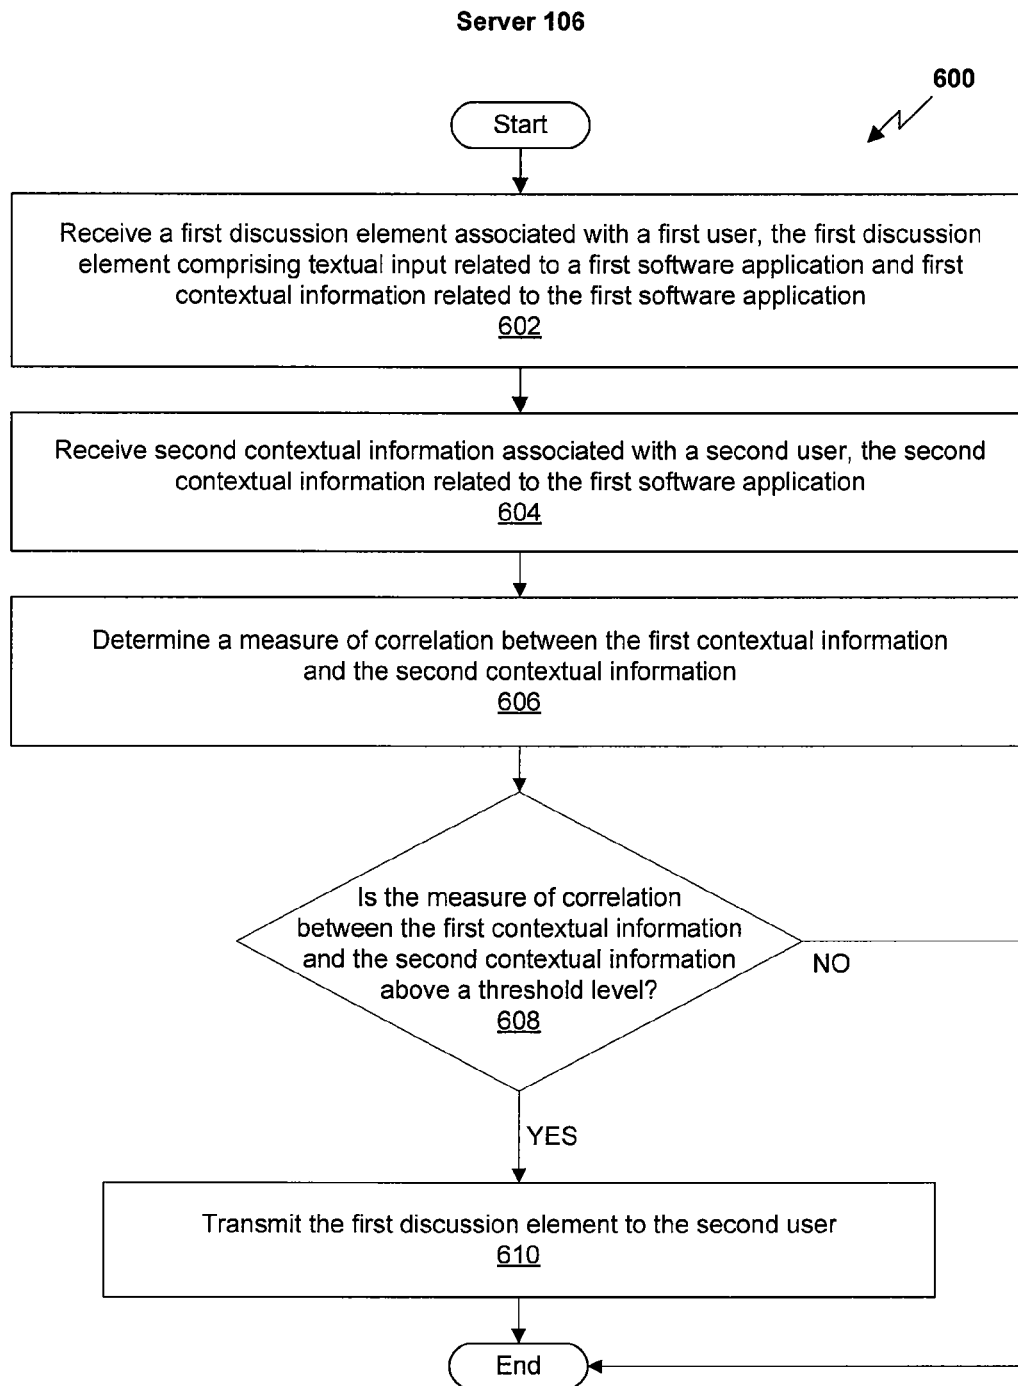 Server 106
600
Start
Receive a first discussion element associated with a first user, the first discussion
element comprising textual input related to a first software application and first
contextual information related to the first software application
602
Receive second contextual information associated with a second user, the second
contextual information related to the first software application
604
Determine a measure of correlation between the first contextual information
and the second contextual information
606
Is the measure of correlation
between the first contextual information
and the second contextual information
above a threshold level?
608
NO
YES
Transmit the first discussion element to the second user
610
End